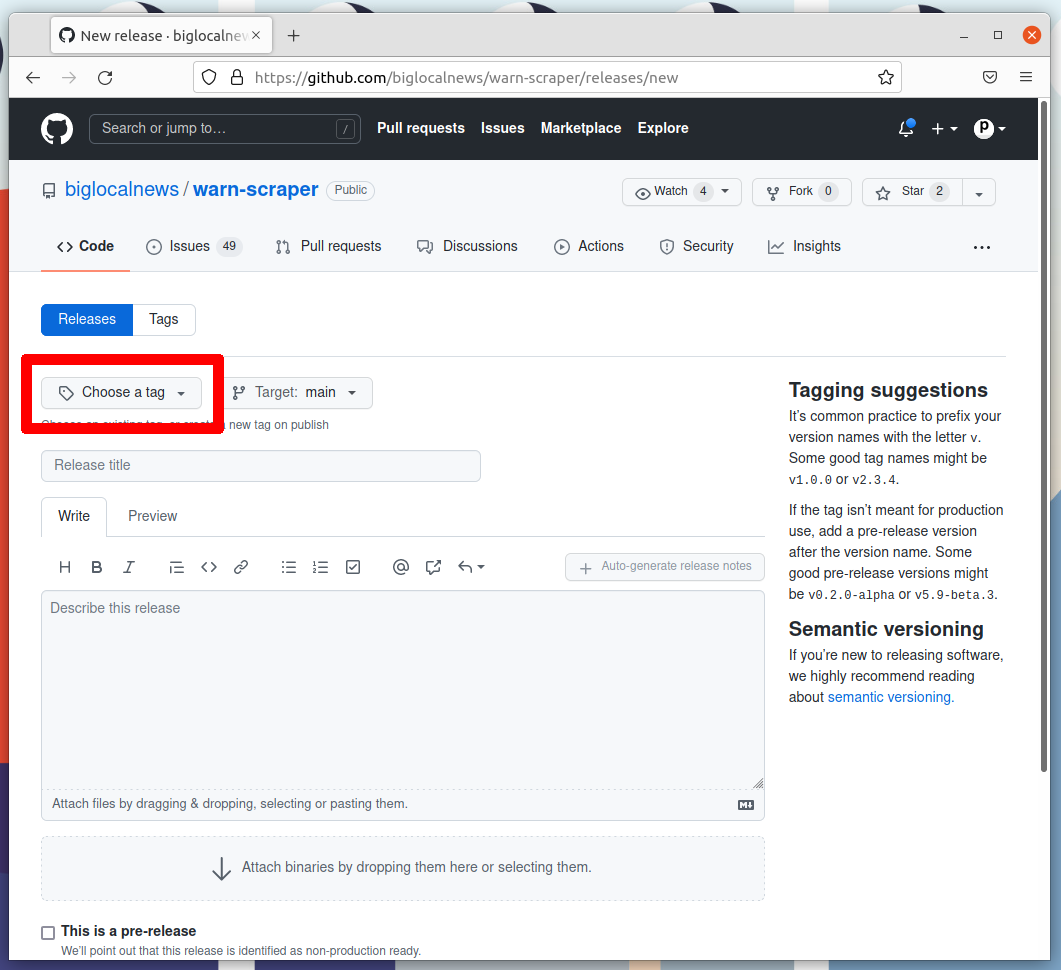 New release · biglocalnew
https://github.com/biglocalnews/warn-scraper/releases/new
Search or jump to… / Pull requests Issues Marketplace Explore
biglocalnews / warn-scraper Public Watch 4 Fork 0 Star 2
Code Issues 49 Pull requests Discussions Actions Security Insights
Releases Tags
Choose a tag Target: main
new tag on publish
Release title
Write Preview
Auto-generate release notes
Describe this release
Attach files by dragging & dropping, selecting or pasting them.
Attach binaries by dropping them here or selecting them.
This is a pre-release
We'll point out that this release is identified as non-production ready.
Tagging suggestions
It's common practice to prefix your
version names with the letter v.
Some good tag names might be
v1.0.0 or v2.3.4.
If the tag isn't meant for production
use, add a pre-release version
after the version name. Some
good pre-release versions might
be v0.2.0-alpha or v5.9-beta.3.
Semantic versioning
If you're new to releasing software,
we highly recommend reading
about semantic versioning.